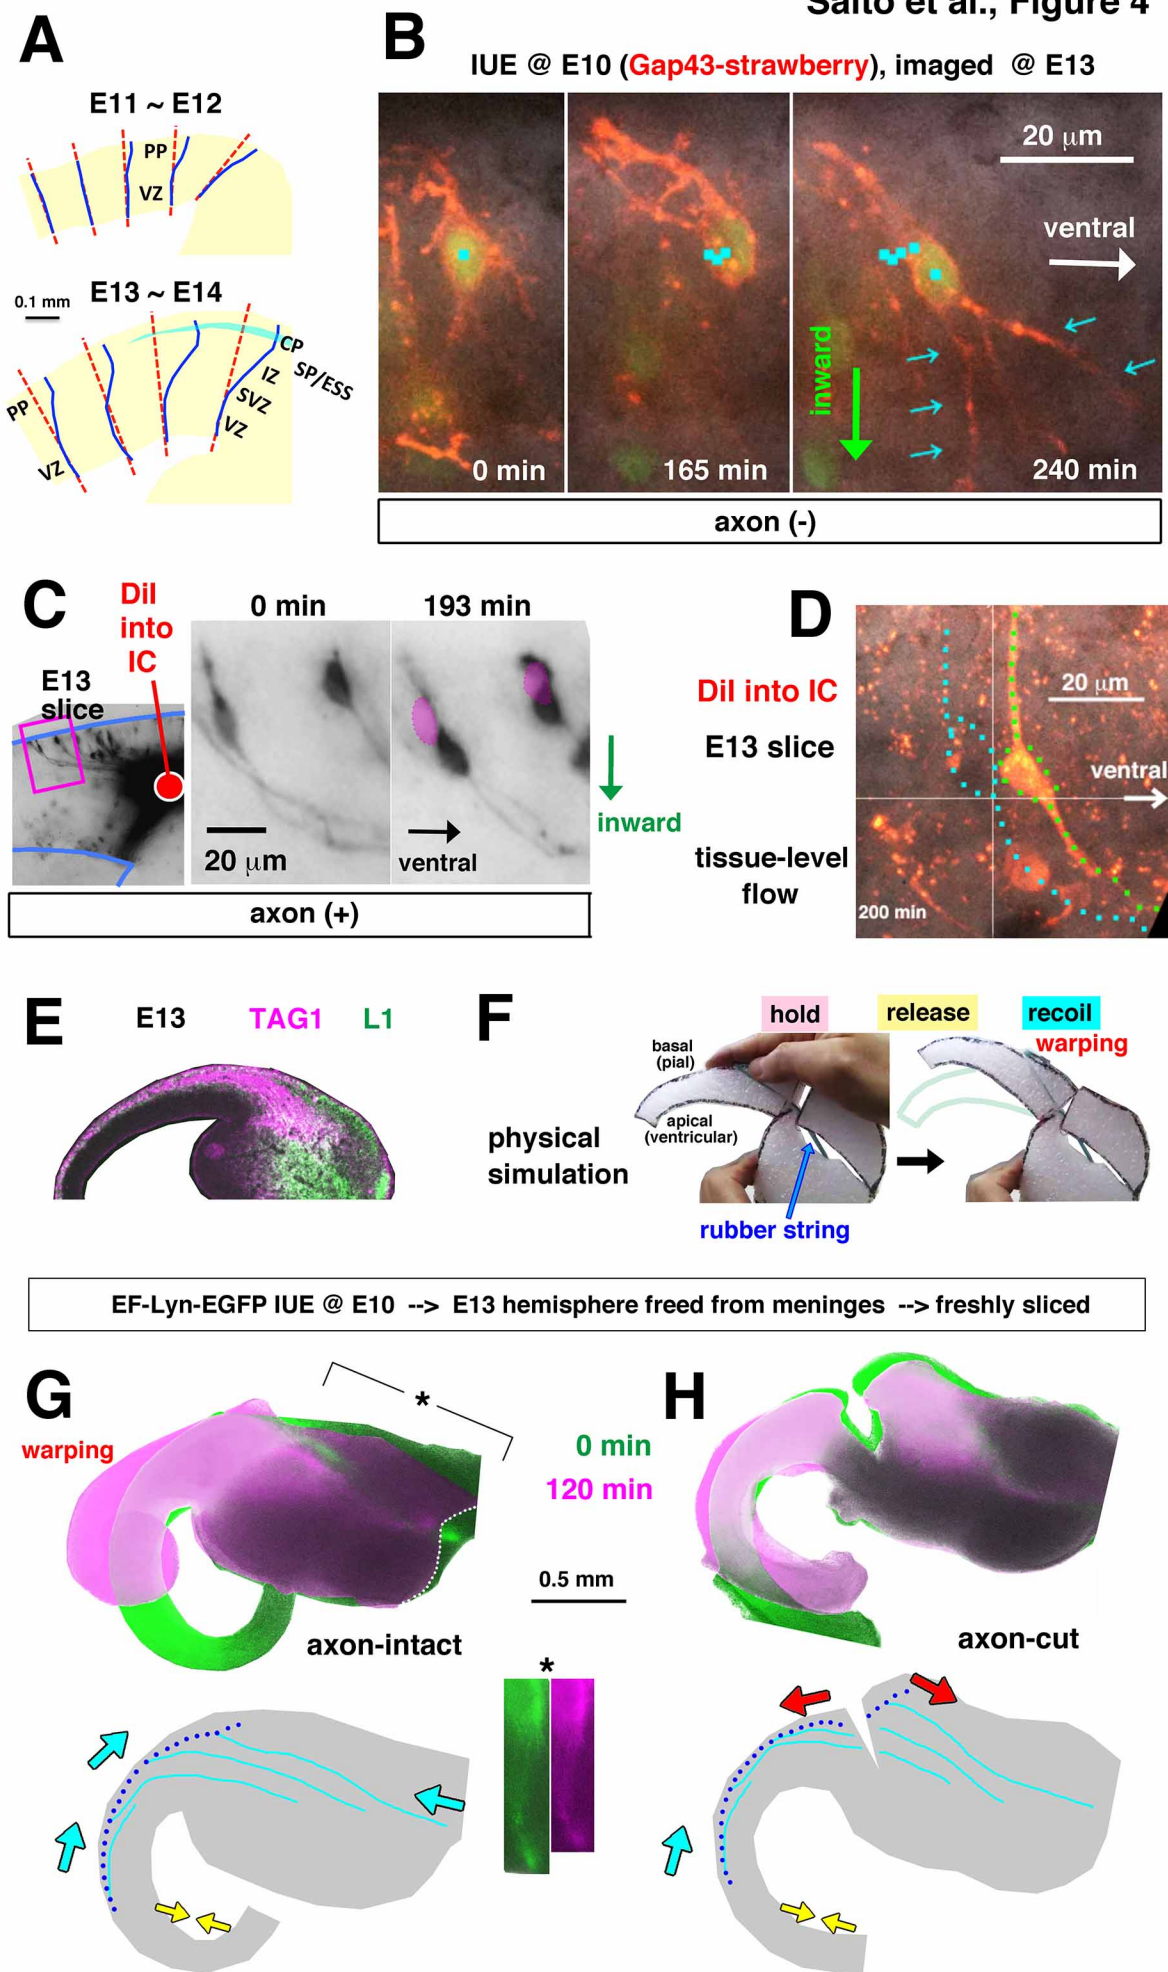 Saito et al., Figure 4
A
E11 ~ E12
PP
VZ
0.1 mm
E13 ~ E14
CP
SP/ESS
IZ
SVZ
VZ
PP
VZ
B
IUE @ E10 (Gap43-strawberry), imaged @ E13
20 μm
ventral
inward
0 min
165 min
240 min
axon (-)
C
DiI
into
IC
E13
slice
0 min
193 min
20 μm
ventral
inward
axon (+)
D
DiI into IC
E13 slice
tissue-level
flow
20 μm
ventral
200 min
E
E13
TAG1
L1
F
hold
release
recoil
warping
basal
(pial)
apical
(ventricular)
physical
simulation
rubber string
EF-Lyn-EGFP IUE @ E10 --> E13 hemisphere freed from meninges --> freshly sliced
G
warping
*
0 min
120 min
0.5 mm
axon-intact
*
H
axon-cut